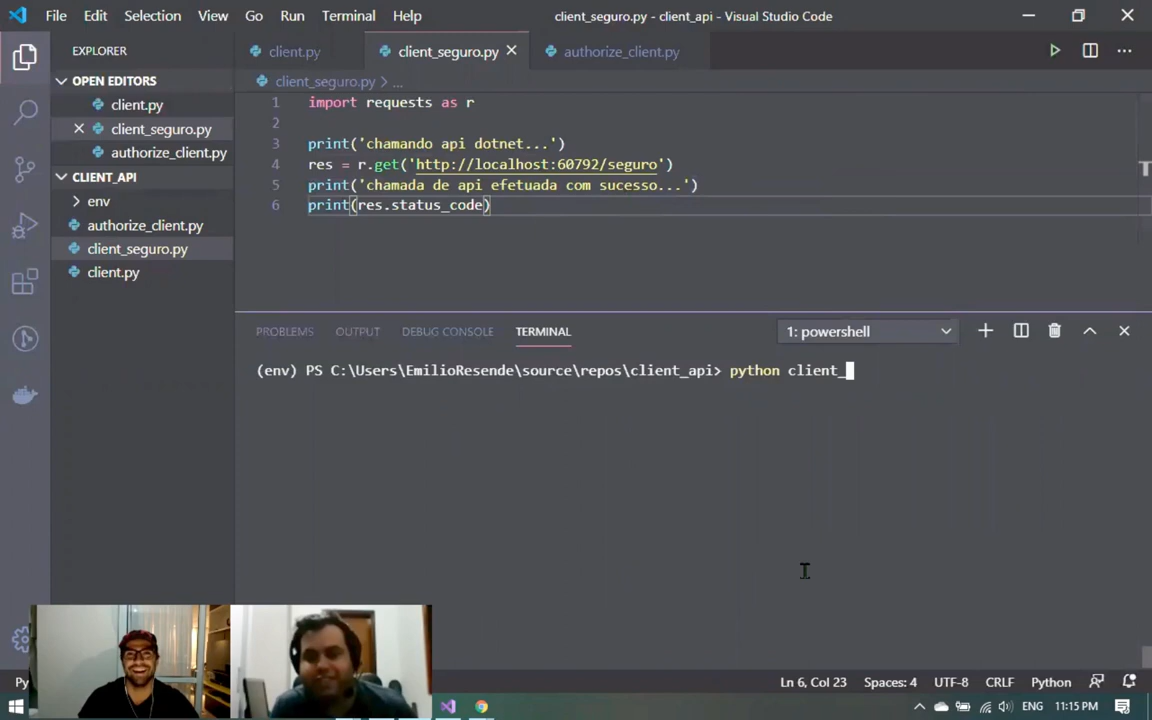 File Edit Selection View Go Run Terminal Help
client_seguro.py - client_api - Visual Studio Code
EXPLORER
OPEN EDITORS
client.py
client_seguro.py
authorize_client.py
CLIENT_API
env
authorize_client.py
client_seguro.py
client.py
client.py client_seguro.py authorize_client.py
client_seguro.py > ...
1 import requests as r
2
3 print('chamando api dotnet...')
4 res = r.get('http://localhost:60792/seguro')
5 print('chamada de api efetuada com sucesso...')
6 print(res.status_code)
PROBLEMS OUTPUT DEBUG CONSOLE TERMINAL
1: powershell
(env) PS C:\Users\EmilioResende\source\repos\client_api> python client_
Py
Ln 6, Col 23 Spaces: 4 UTF-8 CRLF Python
ENG 11:15 PM